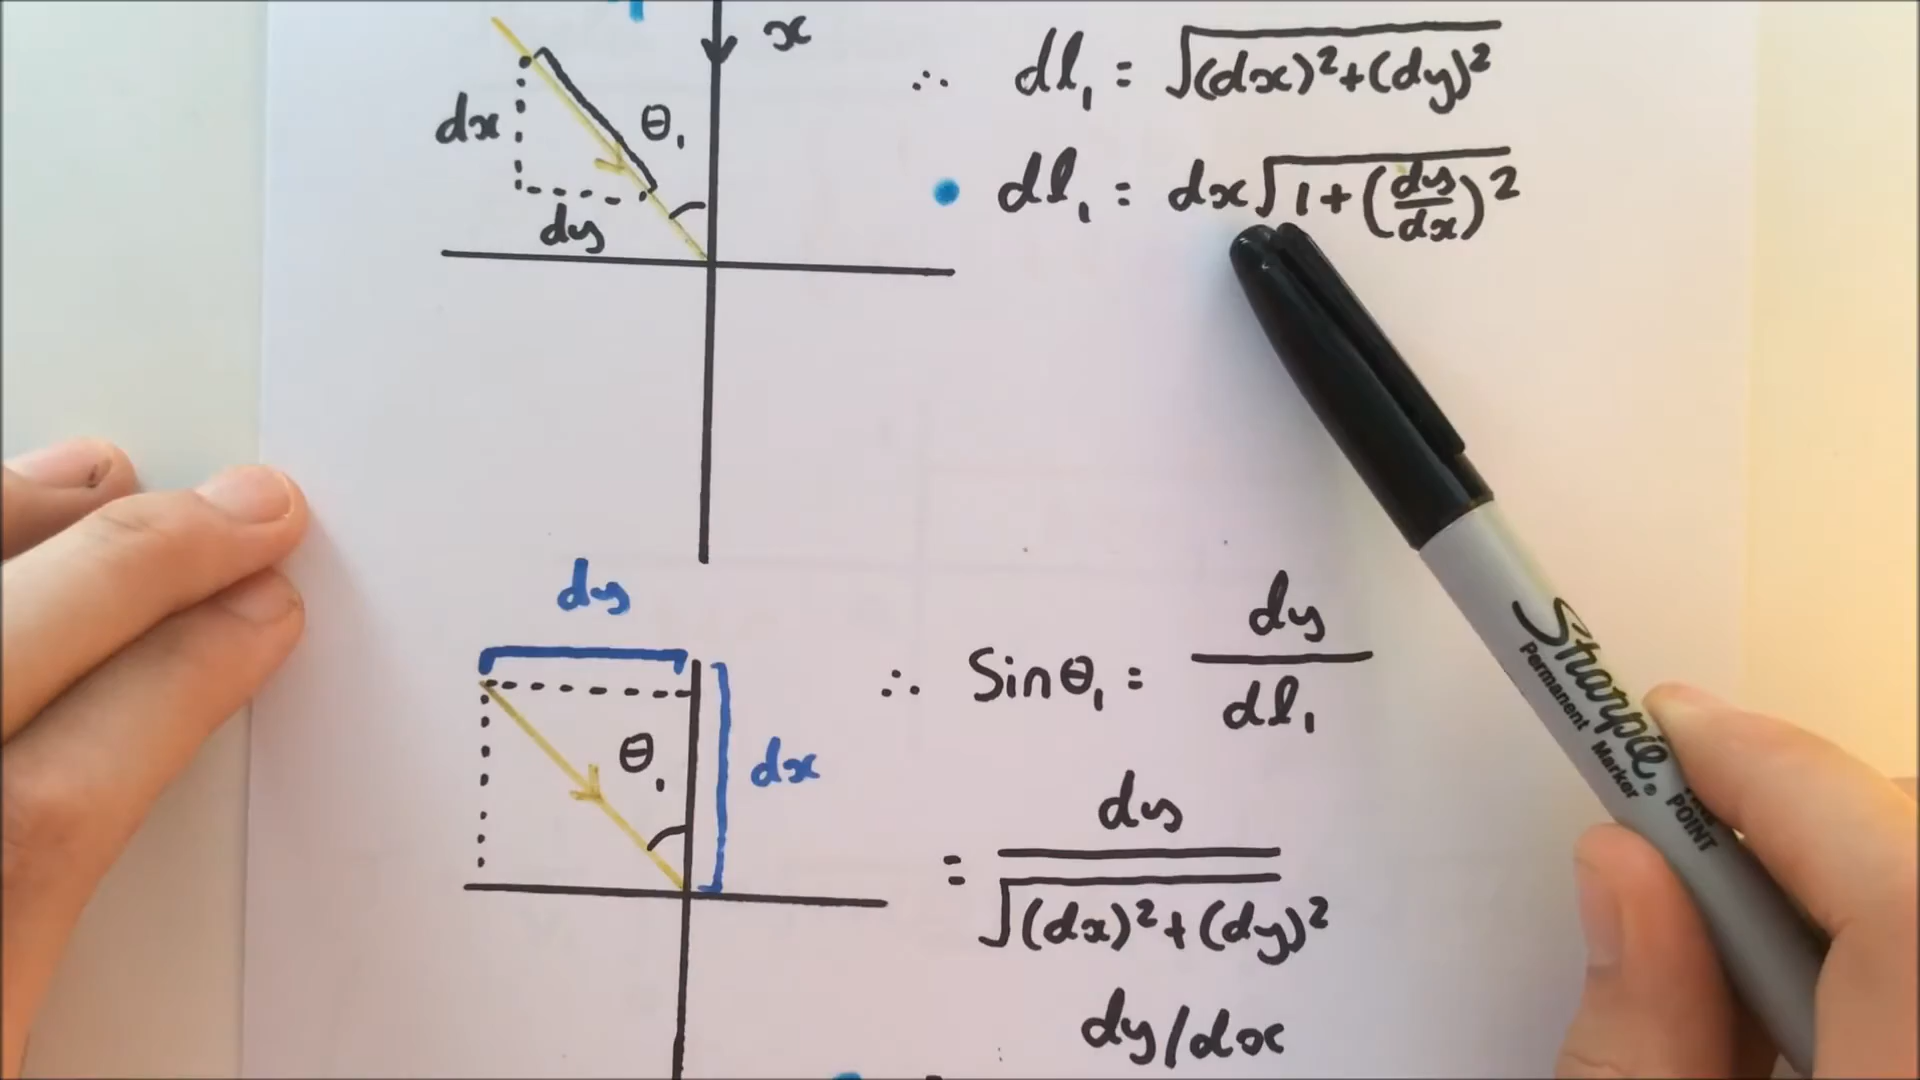 x
∴ dl₁ = √(dx)²+(dy)²
dx
θ₁
dl₁ = dx√1+(dy/dx)²
dy
dy
∴ Sinθ₁ = dy/dl₁
θ₁
dx
= dy/√(dx)²+(dy)²
dy/dx
Sharpie®
Permanent Marker
POINT